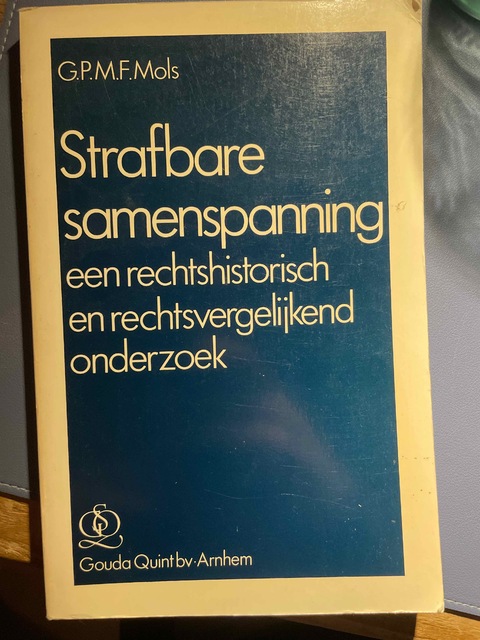 G.P.M.F. Mols
Strafbare
samenspanning
een rechtshistorisch
en rechtsvergelijkend
onderzoek
Gouda Quint bv · Arnhem